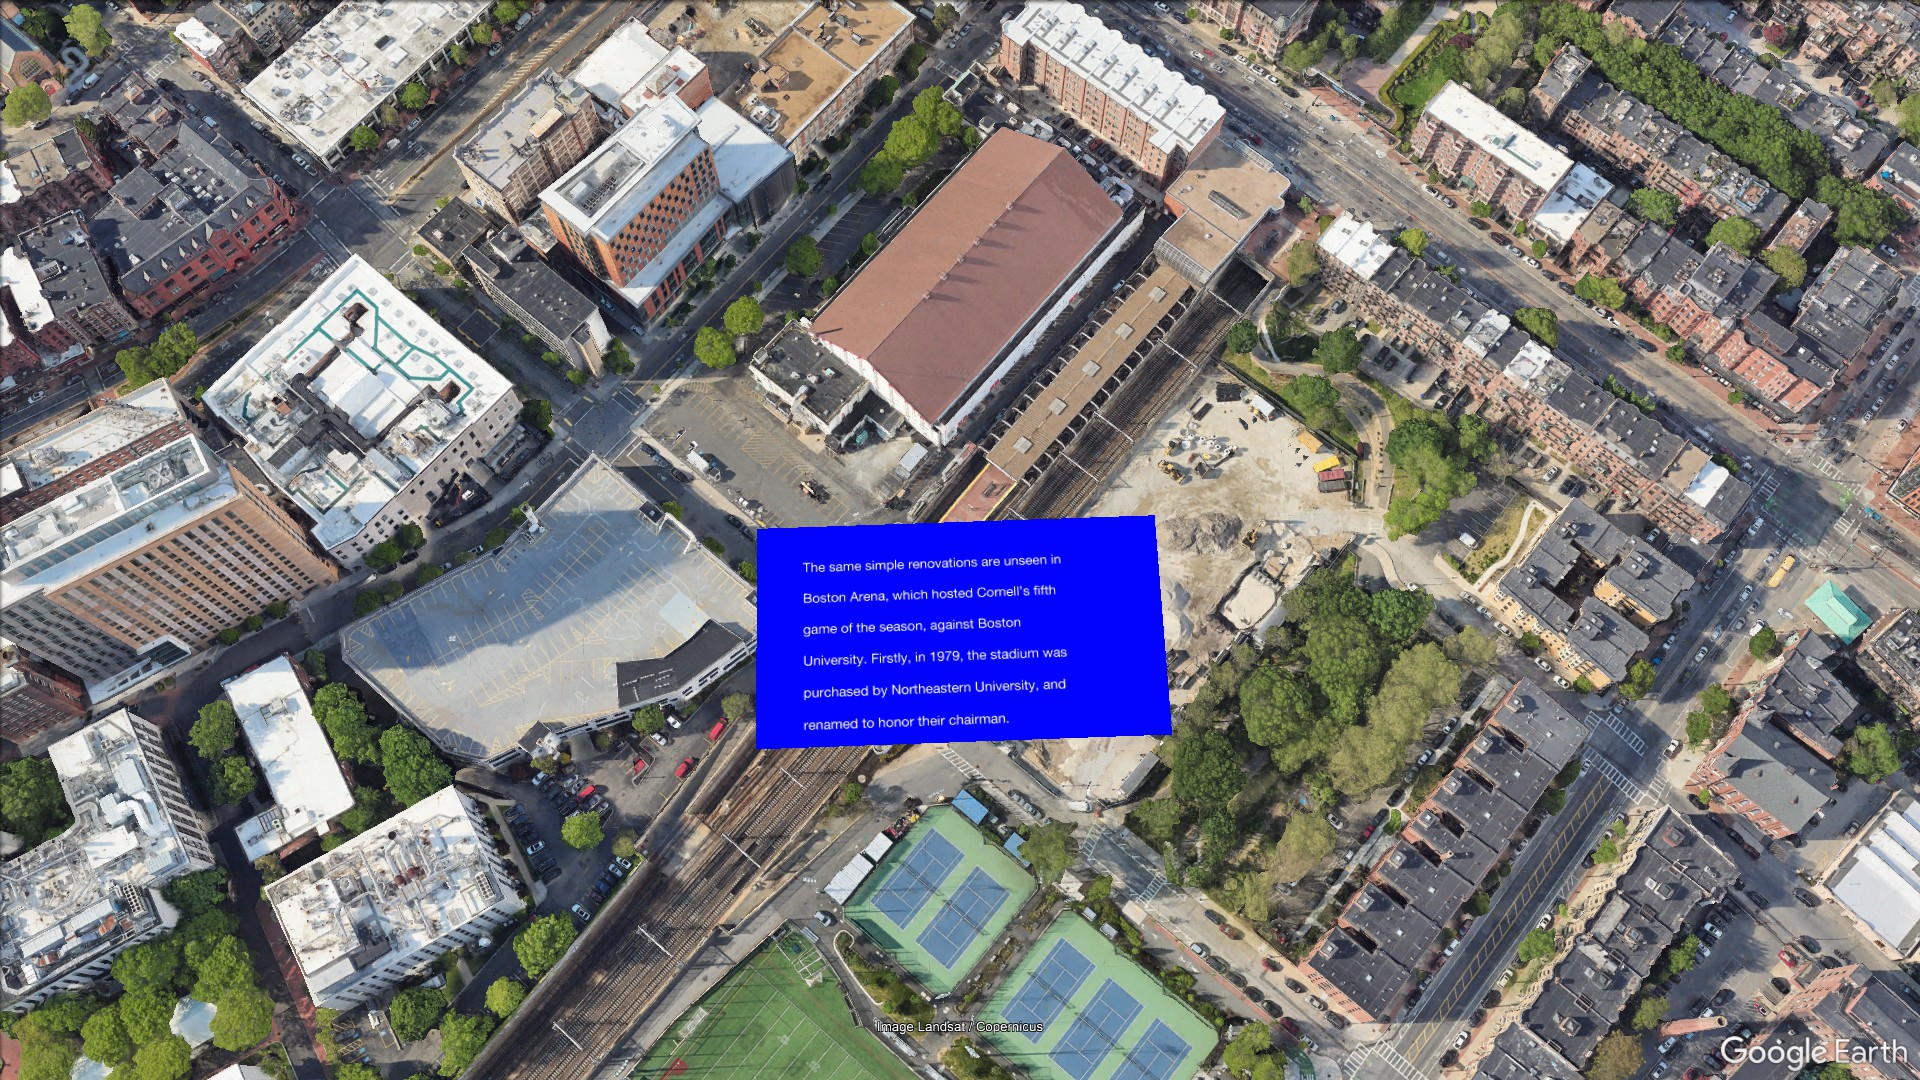 The same simple renovations are unseen in
Boston Arena, which hosted Cornell's fifth
game of the season, against Boston
University. Firstly, in 1979, the stadium was
purchased by Northeastern University, and
renamed to honor their chairman.
Image Landsat / Copernicus
Google Earth